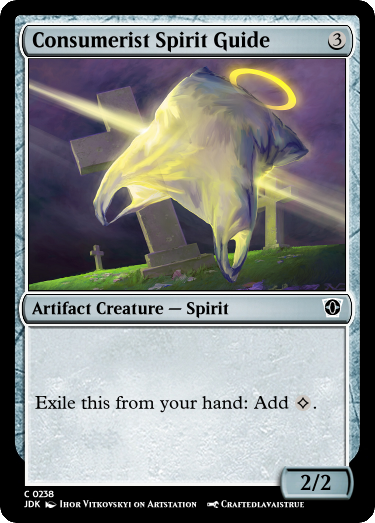 Consumerist Spirit Guide 3
Artifact Creature — Spirit
Exile this from your hand: Add ◇.
2/2
C 0238
JDK Ihor Vitkovskyi on Artstation Craftedlavaistrue